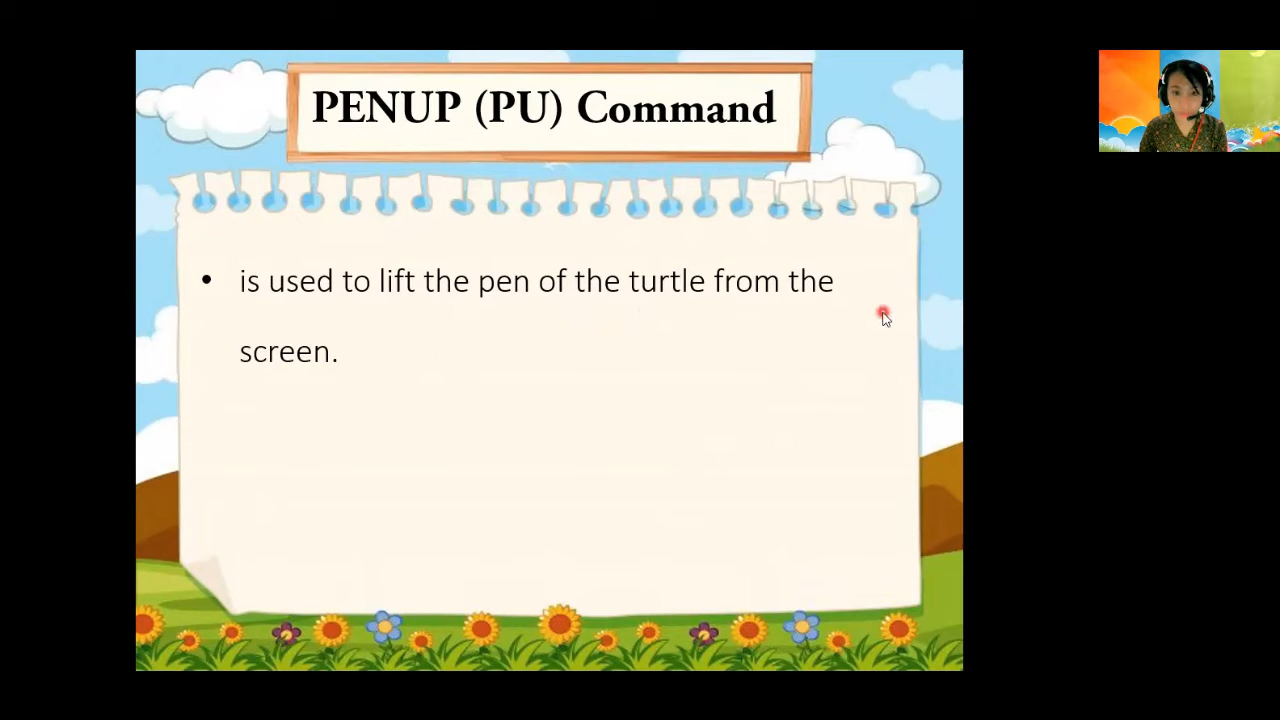 PENUP (PU) Command
• is used to lift the pen of the turtle from the
screen.